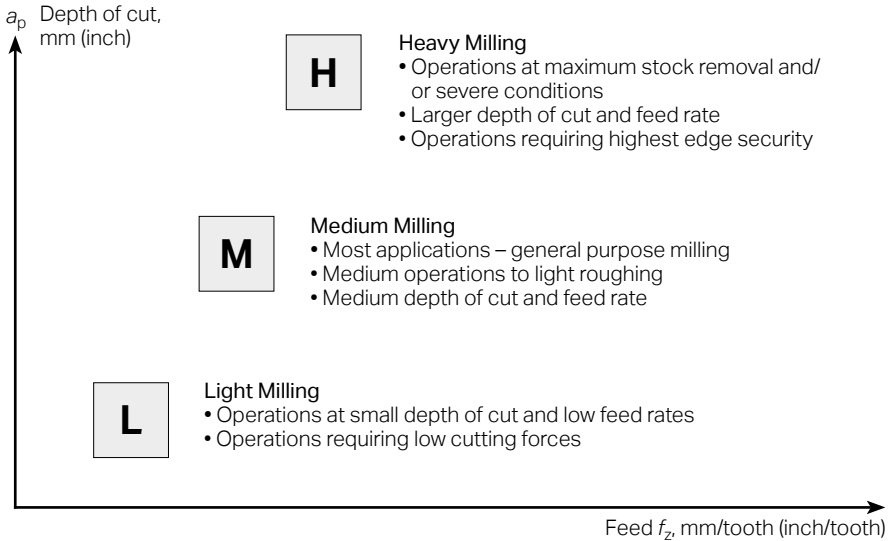 ap Depth of cut,
mm (inch)
H
Heavy Milling
• Operations at maximum stock removal and/
or severe conditions
• Larger depth of cut and feed rate
• Operations requiring highest edge security
M
Medium Milling
• Most applications – general purpose milling
• Medium operations to light roughing
• Medium depth of cut and feed rate
L
Light Milling
• Operations at small depth of cut and low feed rates
• Operations requiring low cutting forces
Feed fz, mm/tooth (inch/tooth)